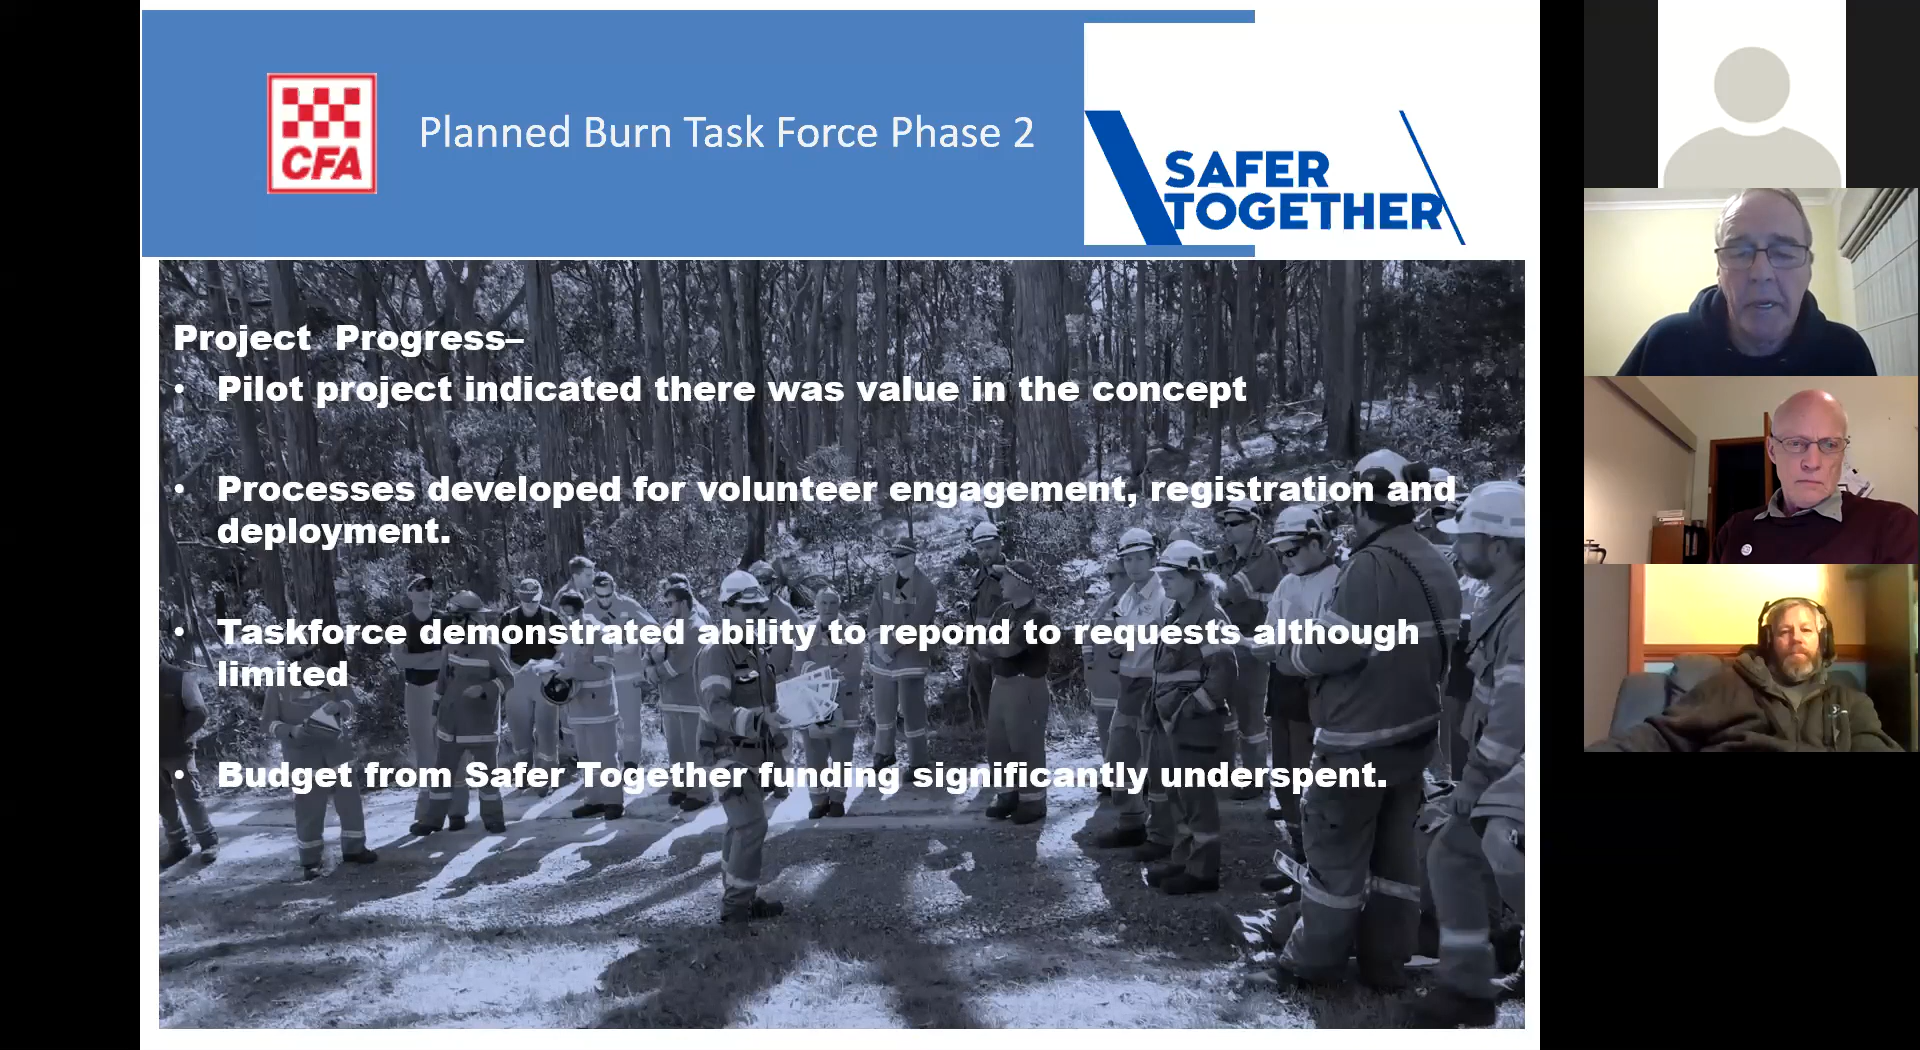 CFA
Planned Burn Task Force Phase 2
SAFER
TOGETHER
Project Progress–
• Pilot project indicated there was value in the concept
• Processes developed for volunteer engagement, registration and
deployment.
• Taskforce demonstrated ability to repond to requests although
limited
• Budget from Safer Together funding significantly underspent.